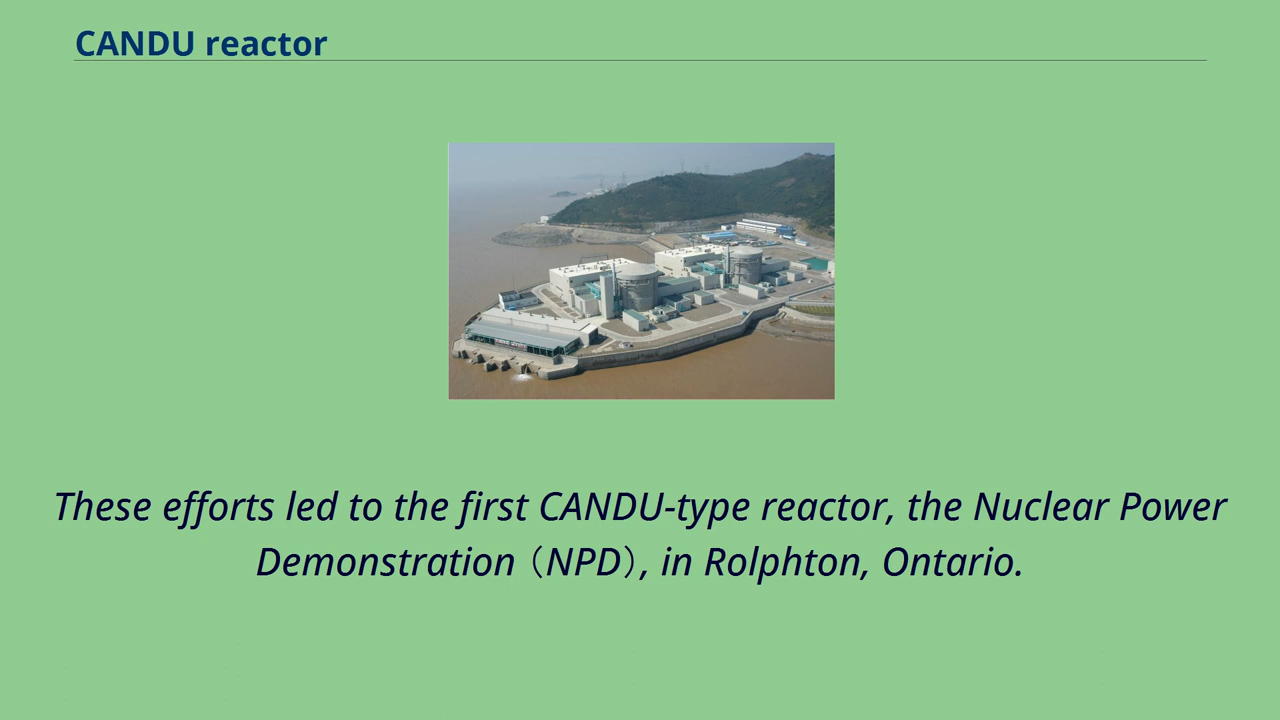 CANDU reactor
These efforts led to the first CANDU-type reactor, the Nuclear Power
Demonstration（NPD）, in Rolphton, Ontario.